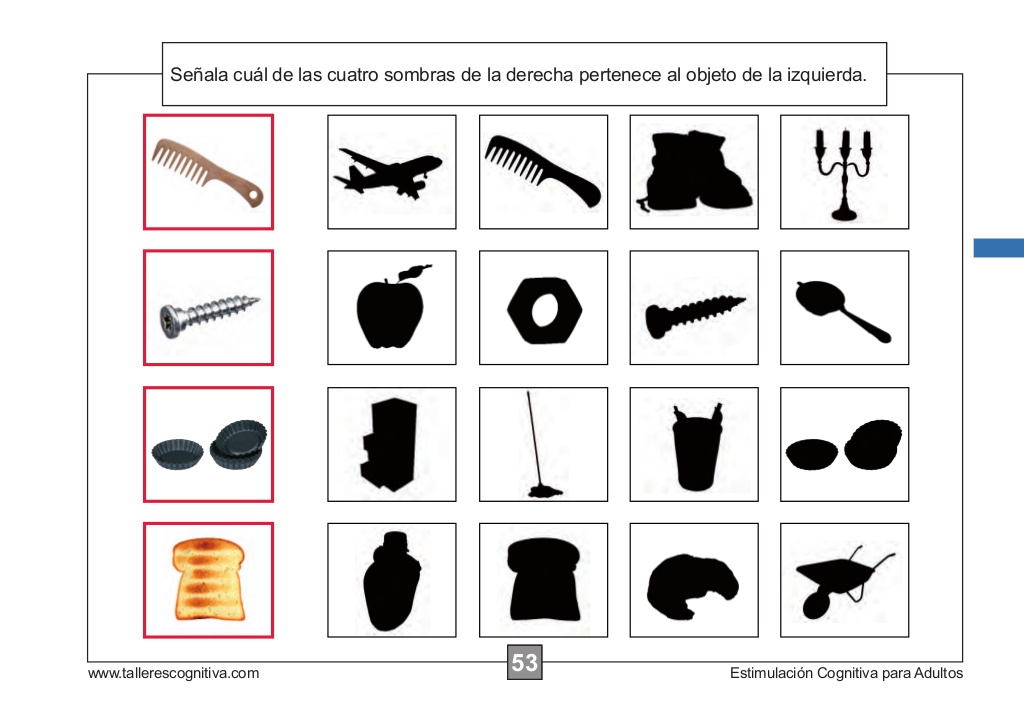 Señala cuál de las cuatro sombras de la derecha pertenece al objeto de la izquierda.
www.tallerescognitiva.com
53
Estimulación Cognitiva para Adultos